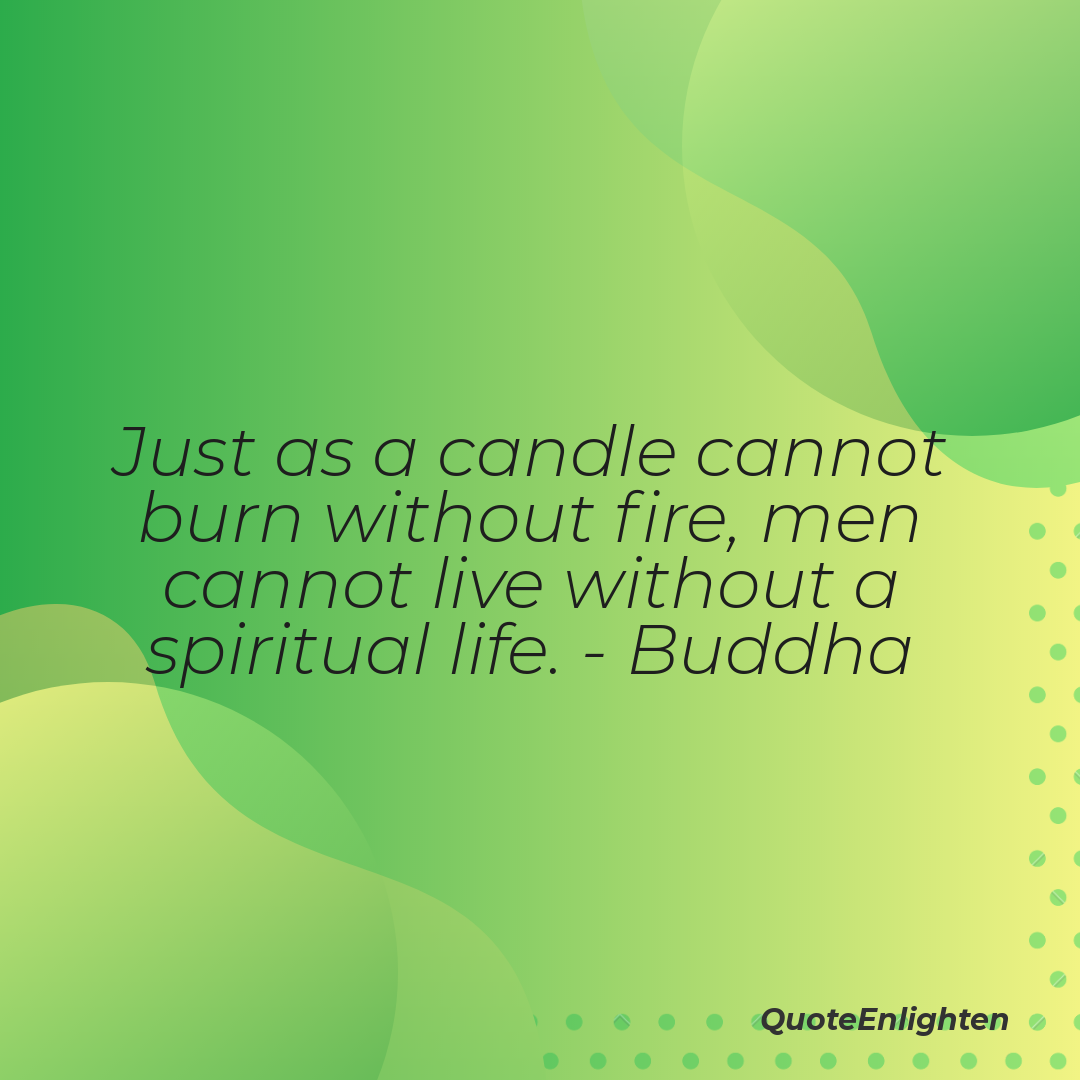 Just as a candle cannot
burn without fire, men
cannot live without a
spiritual life. - Buddha
QuoteEnlighten